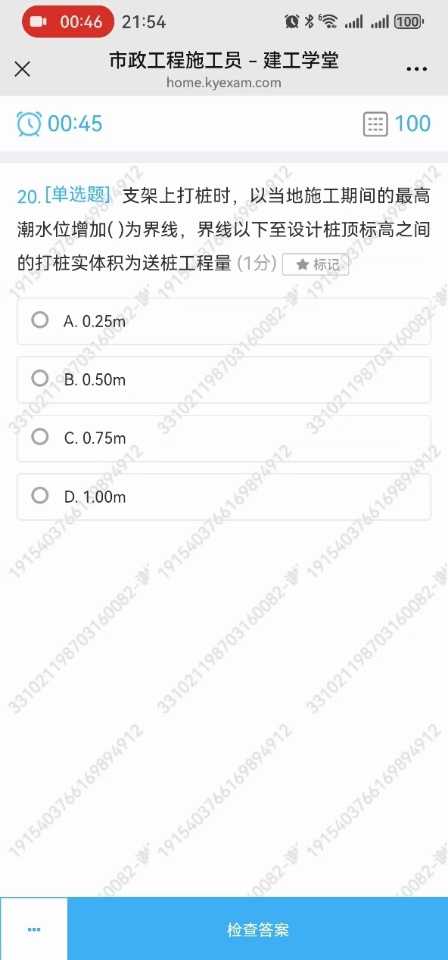 00:46 21:54 6 100
市政工程施工员 – 建工学堂
home.kyexam.com
00:45 100
20.[单选题] 支架上打桩时，以当地施工期间的最高
潮水位增加( )为界线，界线以下至设计桩顶标高之间
的打桩实体积为送桩工程量 (1分) ★ 标记
A. 0.25m
B. 0.50m
C. 0.75m
D. 1.00m
331021198703160082
191540376616989​4912
检查答案